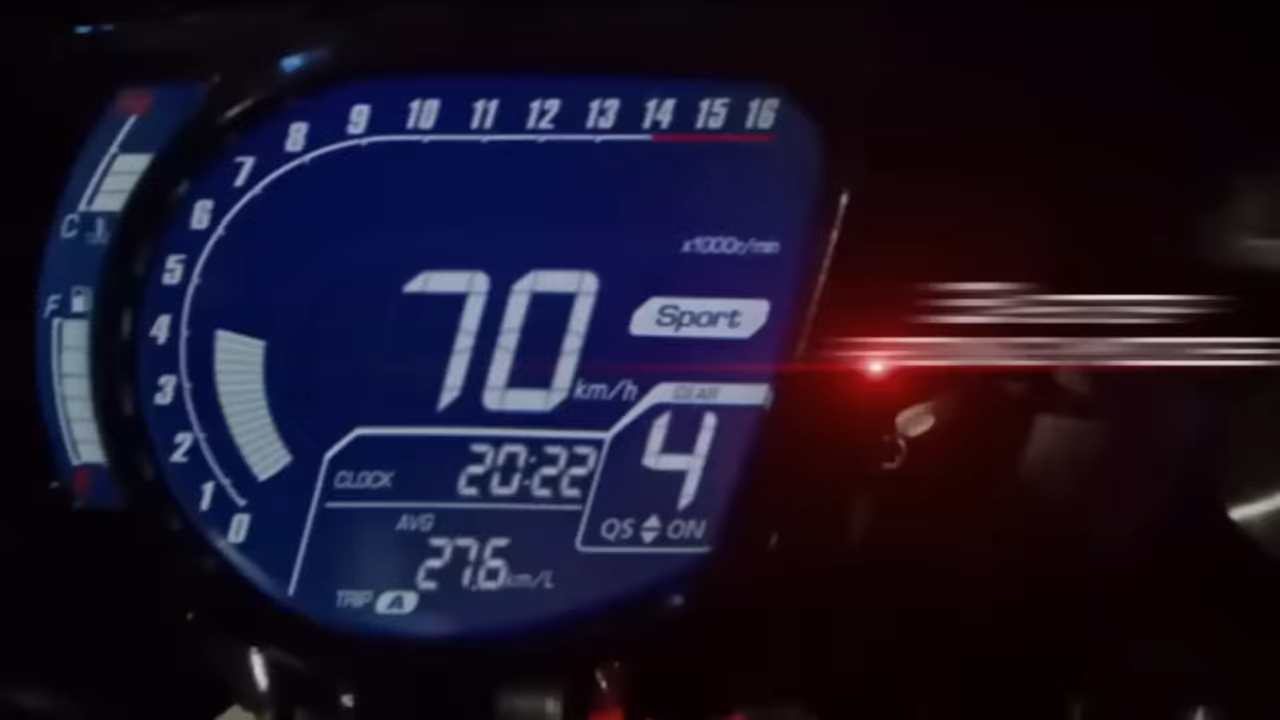 9 10 11 12 13 14 15 16
8
7
6
5
4
3
2
1
0
x1000r/min
C
F
70 km/h
Sport
GEAR
4
QS ON
CLOCK 20:22
AVG
27.6 km/L
TRIP A